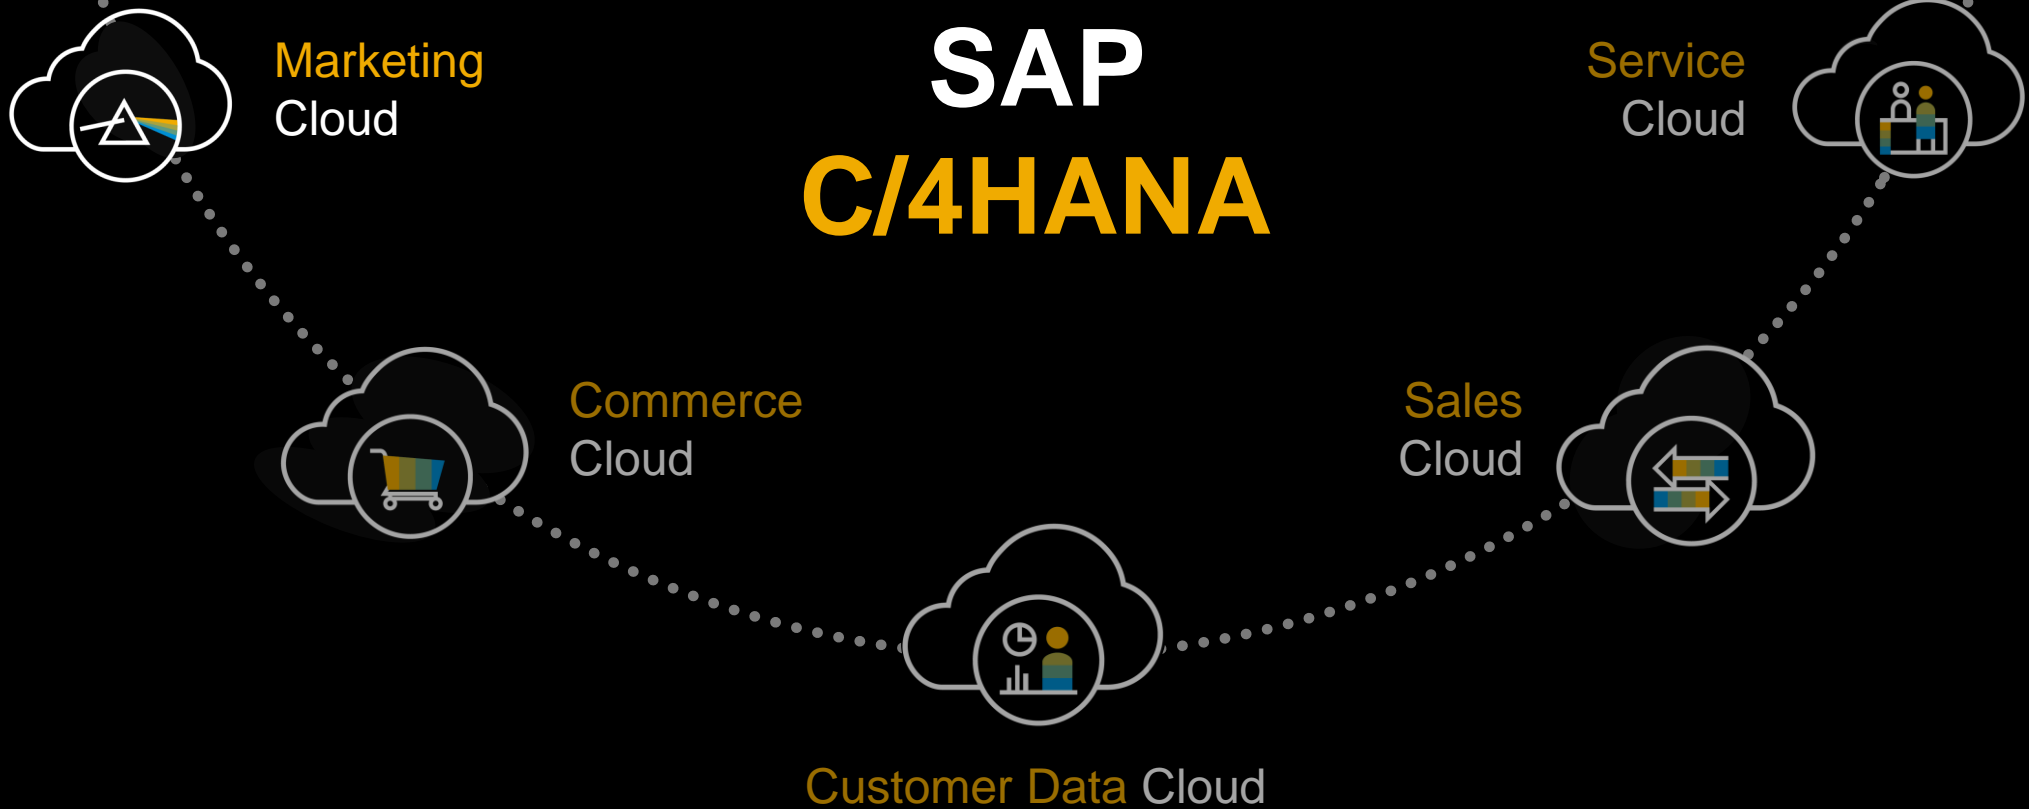 Marketing
Cloud
SAP
C/4HANA
Service
Cloud
Commerce
Cloud
Sales
Cloud
Customer Data Cloud